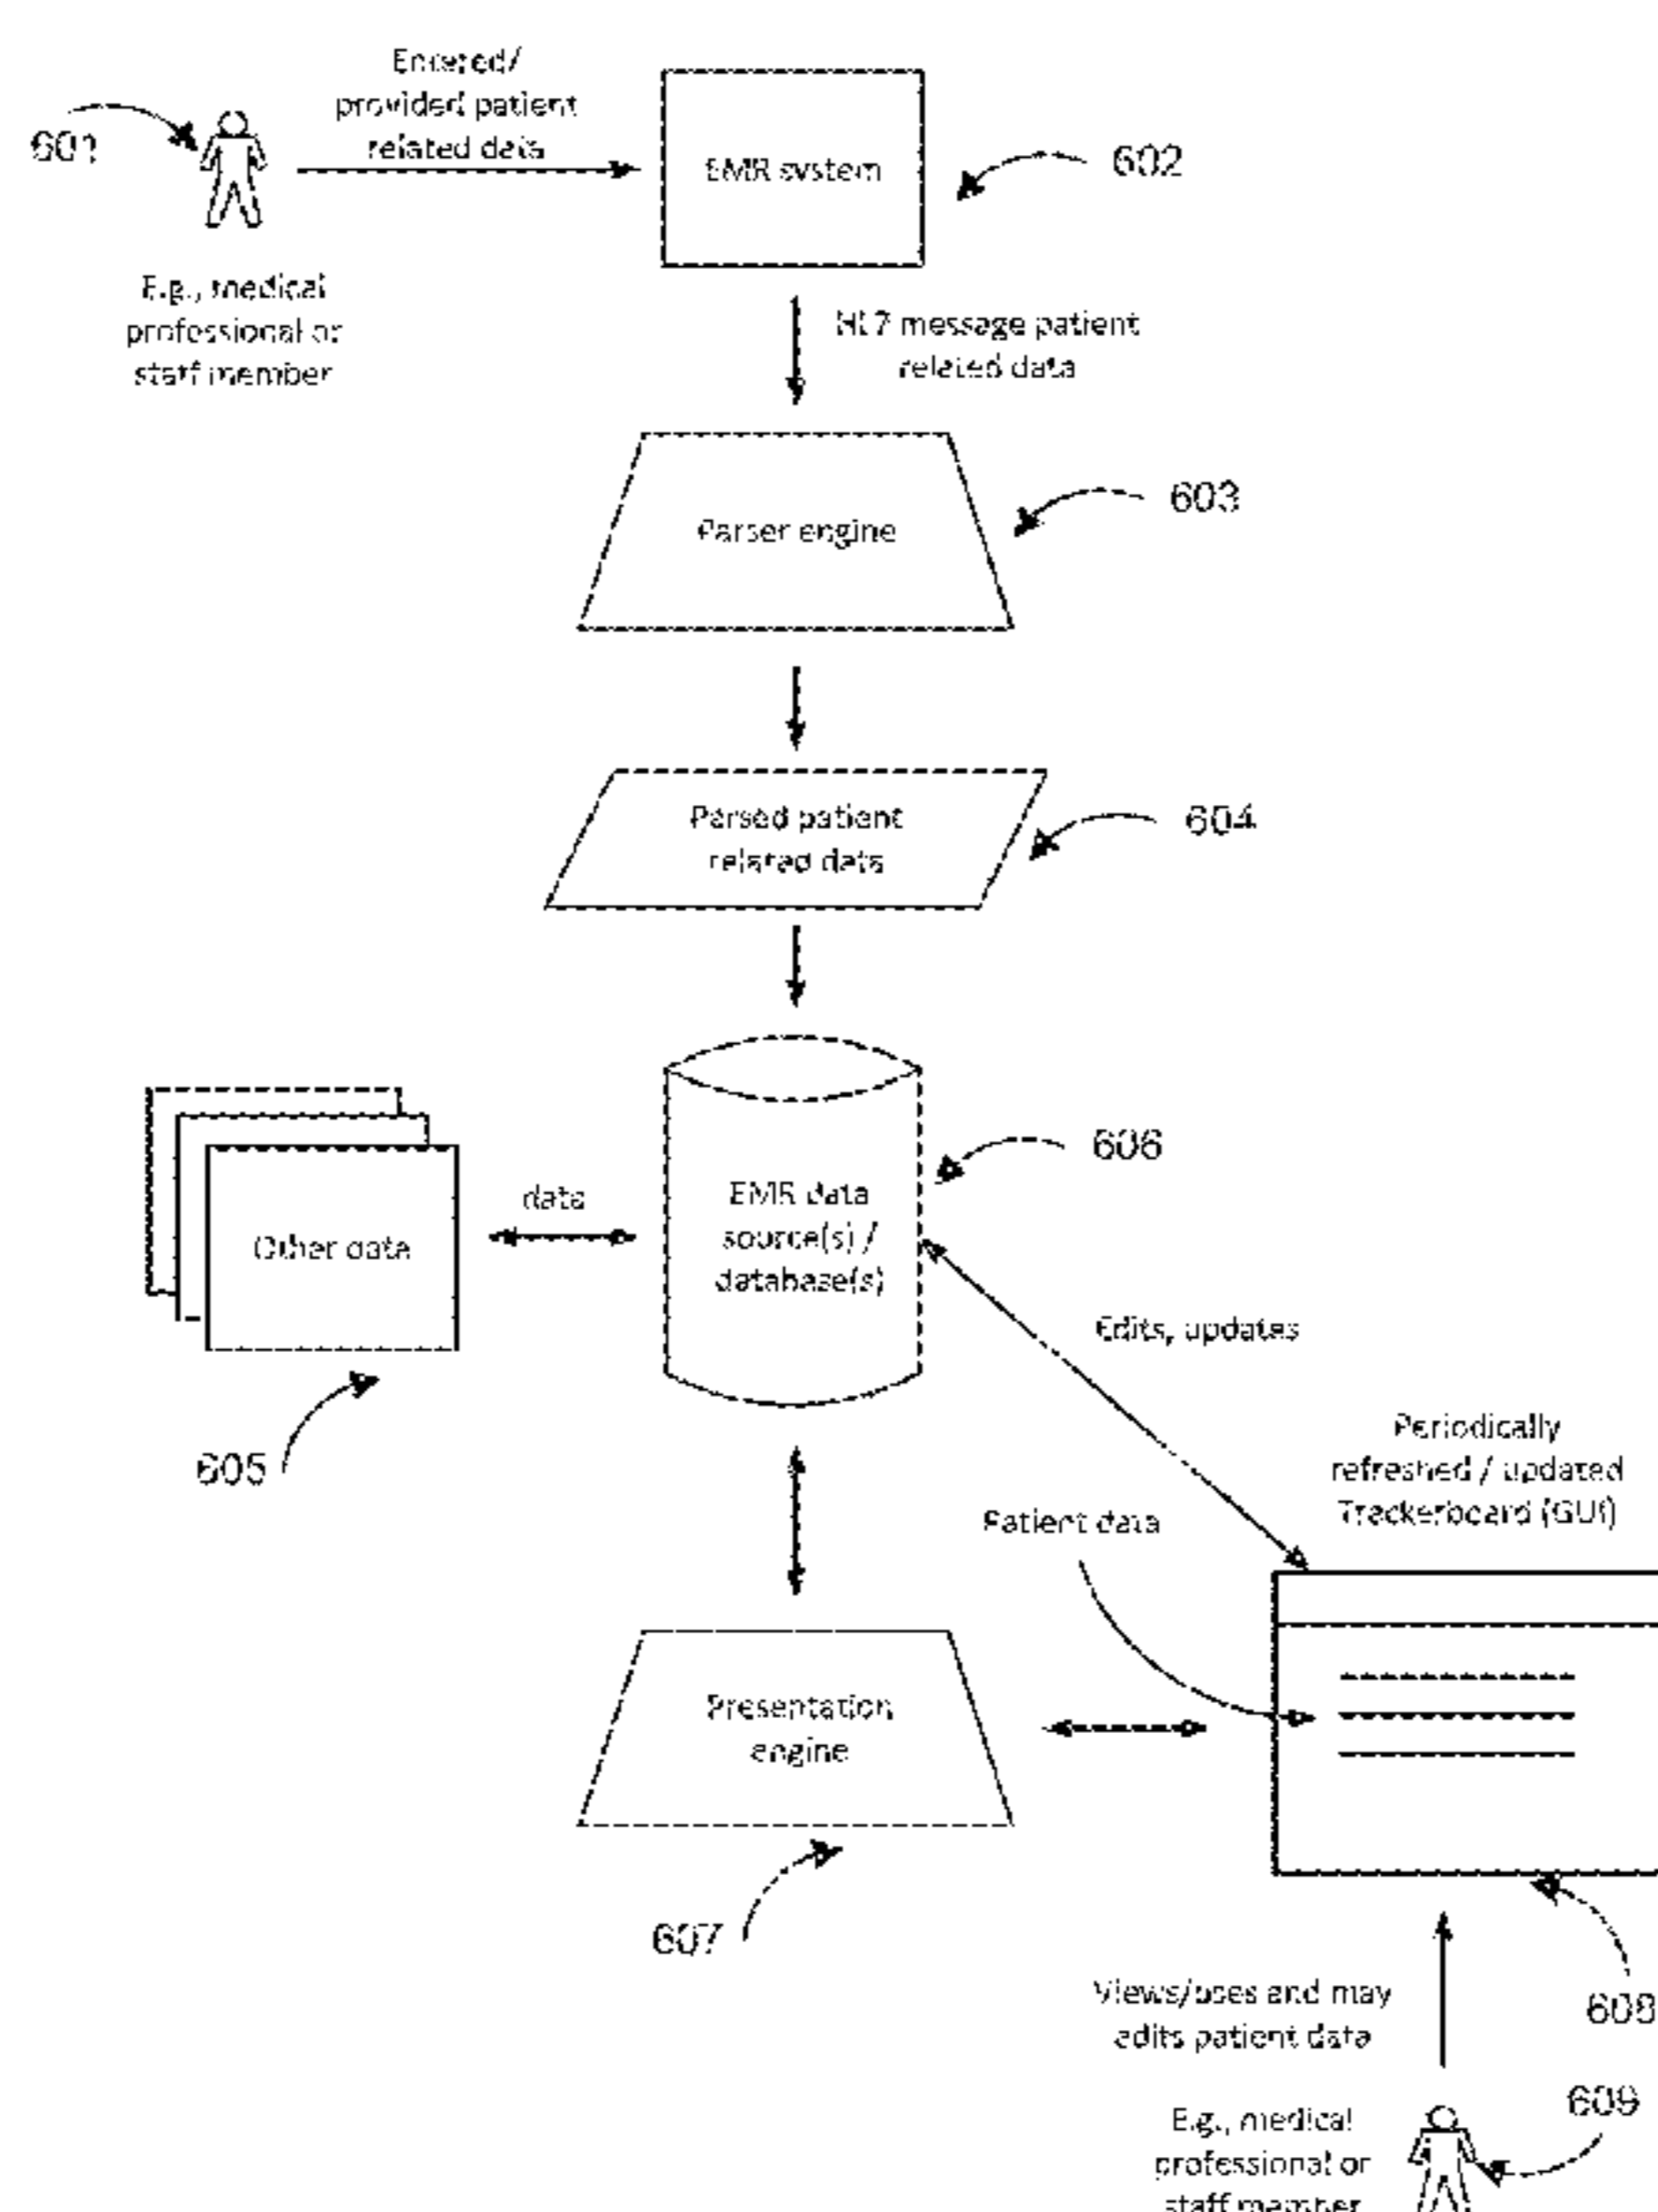 Entered/
provided patient
related data
601
EMR system
602
E.g., medical
professional or
staff member
HL7 message patient
related data
Parser engine
603
Parsed patient
related data
604
Other data
data
EMR data
source(s) /
database(s)
606
605
Edits, updates
Periodically
refreshed / updated
Trackerboard (GUI)
Patient data
Presentation
engine
607
Views/uses and may
edits patient data
608
609
E.g., medical
professional or
staff member